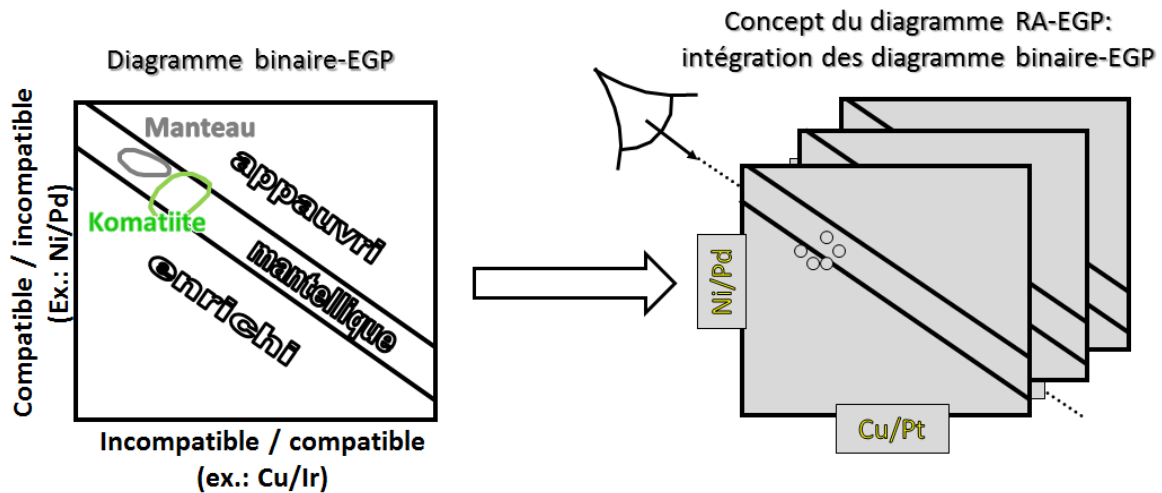 Diagramme binaire-EGP
Compatible / incompatible
(Ex.: Ni/Pd)
Manteau
Komatiite
appauvri
mantellique
enrichi
Incompatible / compatible
(ex.: Cu/Ir)
Concept du diagramme RA-EGP:
intégration des diagramme binaire-EGP
Ni/Pd
Cu/Pt